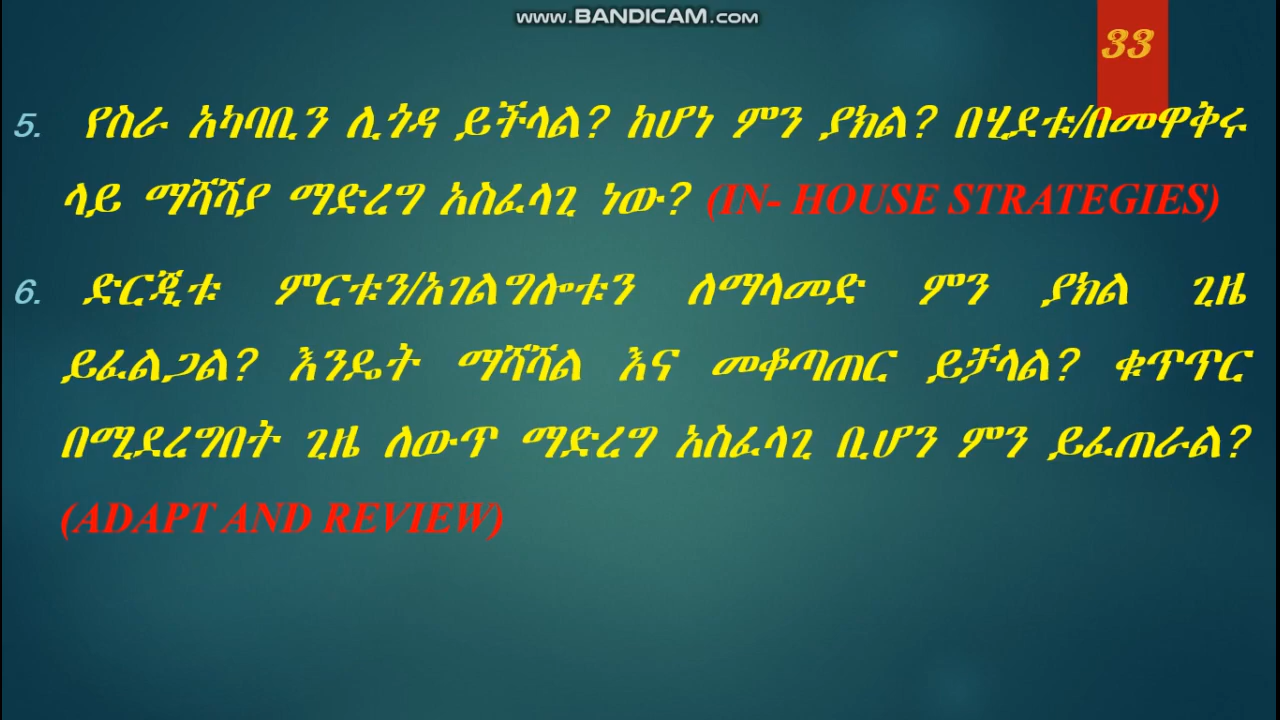 www.BANDICAM.com
33
5. የስራ አካባቢን ሊጎዳ ይችላል? ከሆነ ምን ያክል? በሂደቱ/በመዋቅሩ
ላይ ማሻሻያ ማድረግ አስፈላጊ ነው? (IN- HOUSE STRATEGIES)
6. ድርጂቱ ምርቱን/አገልግሎቱን ለማላመድ ምን ያክል ጊዜ
ይፈልጋል? እንዴት ማሻሻል እና መቆጣጠር ይቻላል? ቁጥጥር
በሚደረግበት ጊዜ ለውጥ ማድረግ አስፈላጊ ቢሆን ምን ይፈጠራል?
(ADAPT AND REVIEW)